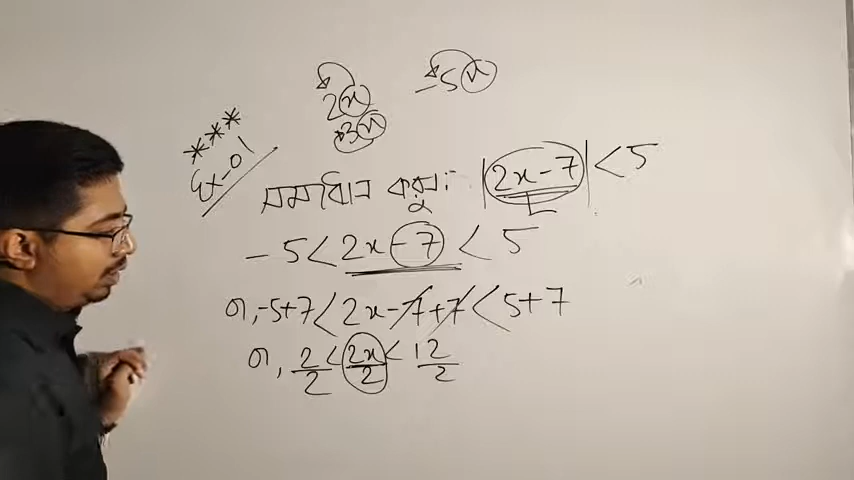 2x
-5x
3x
***
Ex-01
সমাধান করুন: |2x-7| < 5
-5 < 2x-7 < 5
বা, -5+7 < 2x-7+7 < 5+7
বা, 2/2 < 2x/2 < 12/2